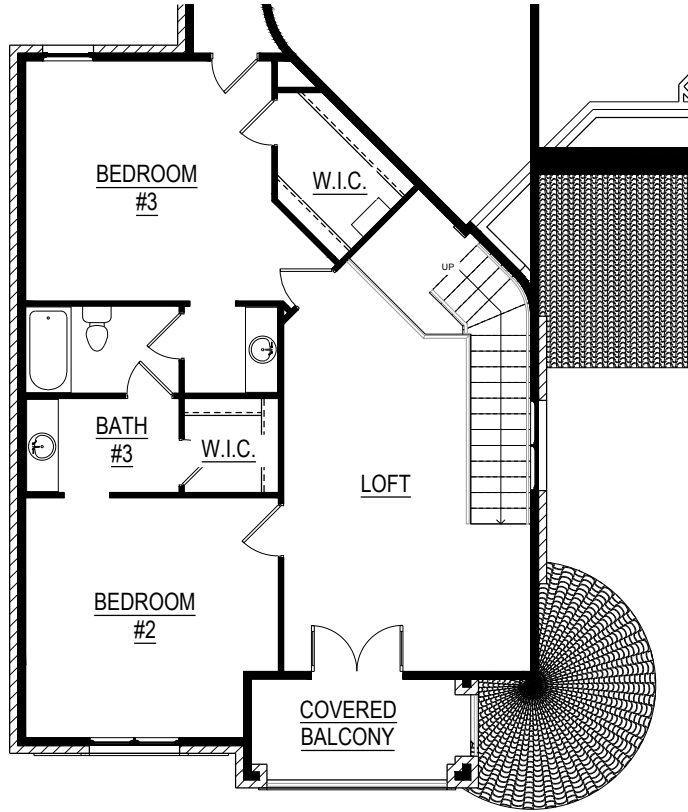 BEDROOM
#3
W.I.C.
UP
BATH
#3
W.I.C.
LOFT
BEDROOM
#2
COVERED
BALCONY